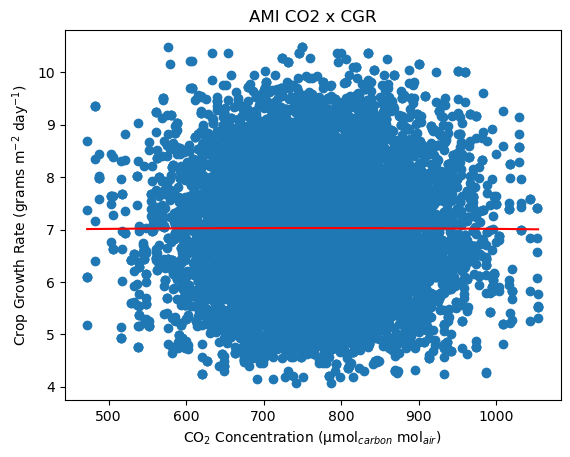 AMI CO2 x CGR
Crop Growth Rate (grams m⁻² day⁻¹)
10
9
8
7
6
5
4
500 600 700 800 900 1000
CO₂ Concentration (μmol_carbon mol_air)